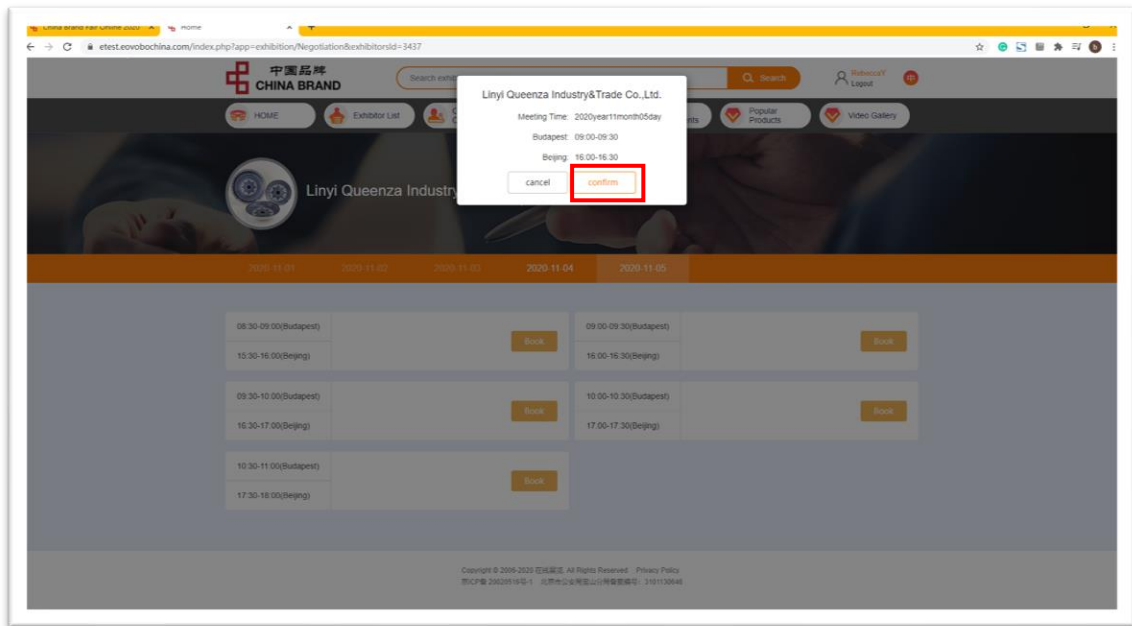 China Brand Fair Online 2020
Home
etest.eovobochina.com/index.php?app=exhibition/Negotiation&exhibitorsId=3437
中国品牌
CHINA BRAND
Search exhi
Search
RebeccaY
Logout
HOME
Exhibitor List
Popular
Products
Video Gallery
Linyi Queenza Industry&Trade Co.,Ltd.
Meeting Time: 2020year11month05day
Budapest: 09:00-09:30
Beijing: 16:00-16:30
cancel
confirm
Linyi Queenza Industry
2020-11-01 2020-11-02 2020-11-03 2020-11-04 2020-11-05
08:30-09:00(Budapest)
15:30-16:00(Beijing)
Book
09:00-09:30(Budapest)
16:00-16:30(Beijing)
Book
09:30-10:00(Budapest)
16:30-17:00(Beijing)
Book
10:00-10:30(Budapest)
17:00-17:30(Beijing)
Book
10:30-11:00(Budapest)
17:30-18:00(Beijing)
Book
Copyright © 2006-2020 All Rights Reserved. Privacy Policy